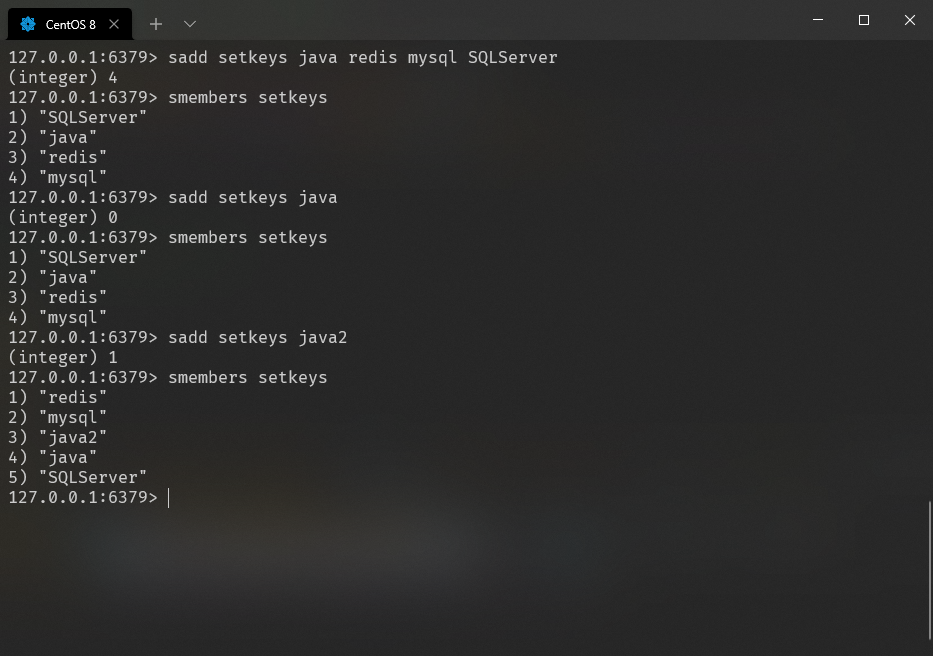 CentOS 8
127.0.0.1:6379> sadd setkeys java redis mysql SQLServer
(integer) 4
127.0.0.1:6379> smembers setkeys
1) "SQLServer"
2) "java"
3) "redis"
4) "mysql"
127.0.0.1:6379> sadd setkeys java
(integer) 0
127.0.0.1:6379> smembers setkeys
1) "SQLServer"
2) "java"
3) "redis"
4) "mysql"
127.0.0.1:6379> sadd setkeys java2
(integer) 1
127.0.0.1:6379> smembers setkeys
1) "redis"
2) "mysql"
3) "java2"
4) "java"
5) "SQLServer"
127.0.0.1:6379>